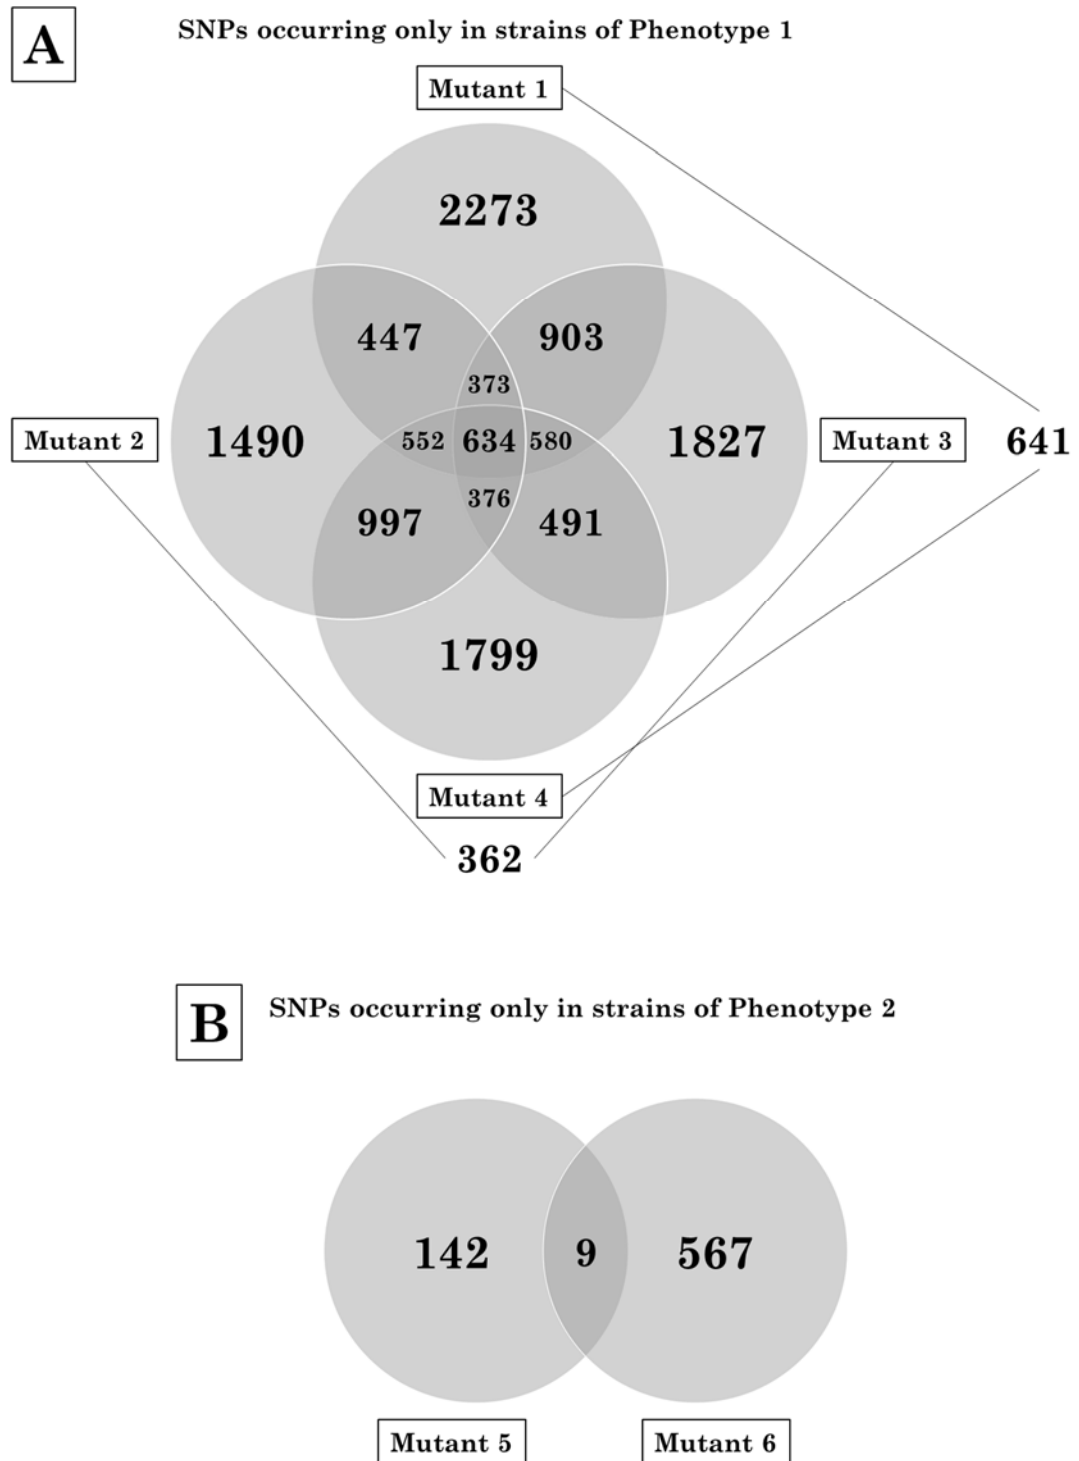 A
SNPs occurring only in strains of Phenotype 1
Mutant 1
2273
447
903
373
Mutant 2
1490
552
634
580
1827
Mutant 3
641
376
997
491
1799
Mutant 4
362
B
SNPs occurring only in strains of Phenotype 2
142
9
567
Mutant 5
Mutant 6